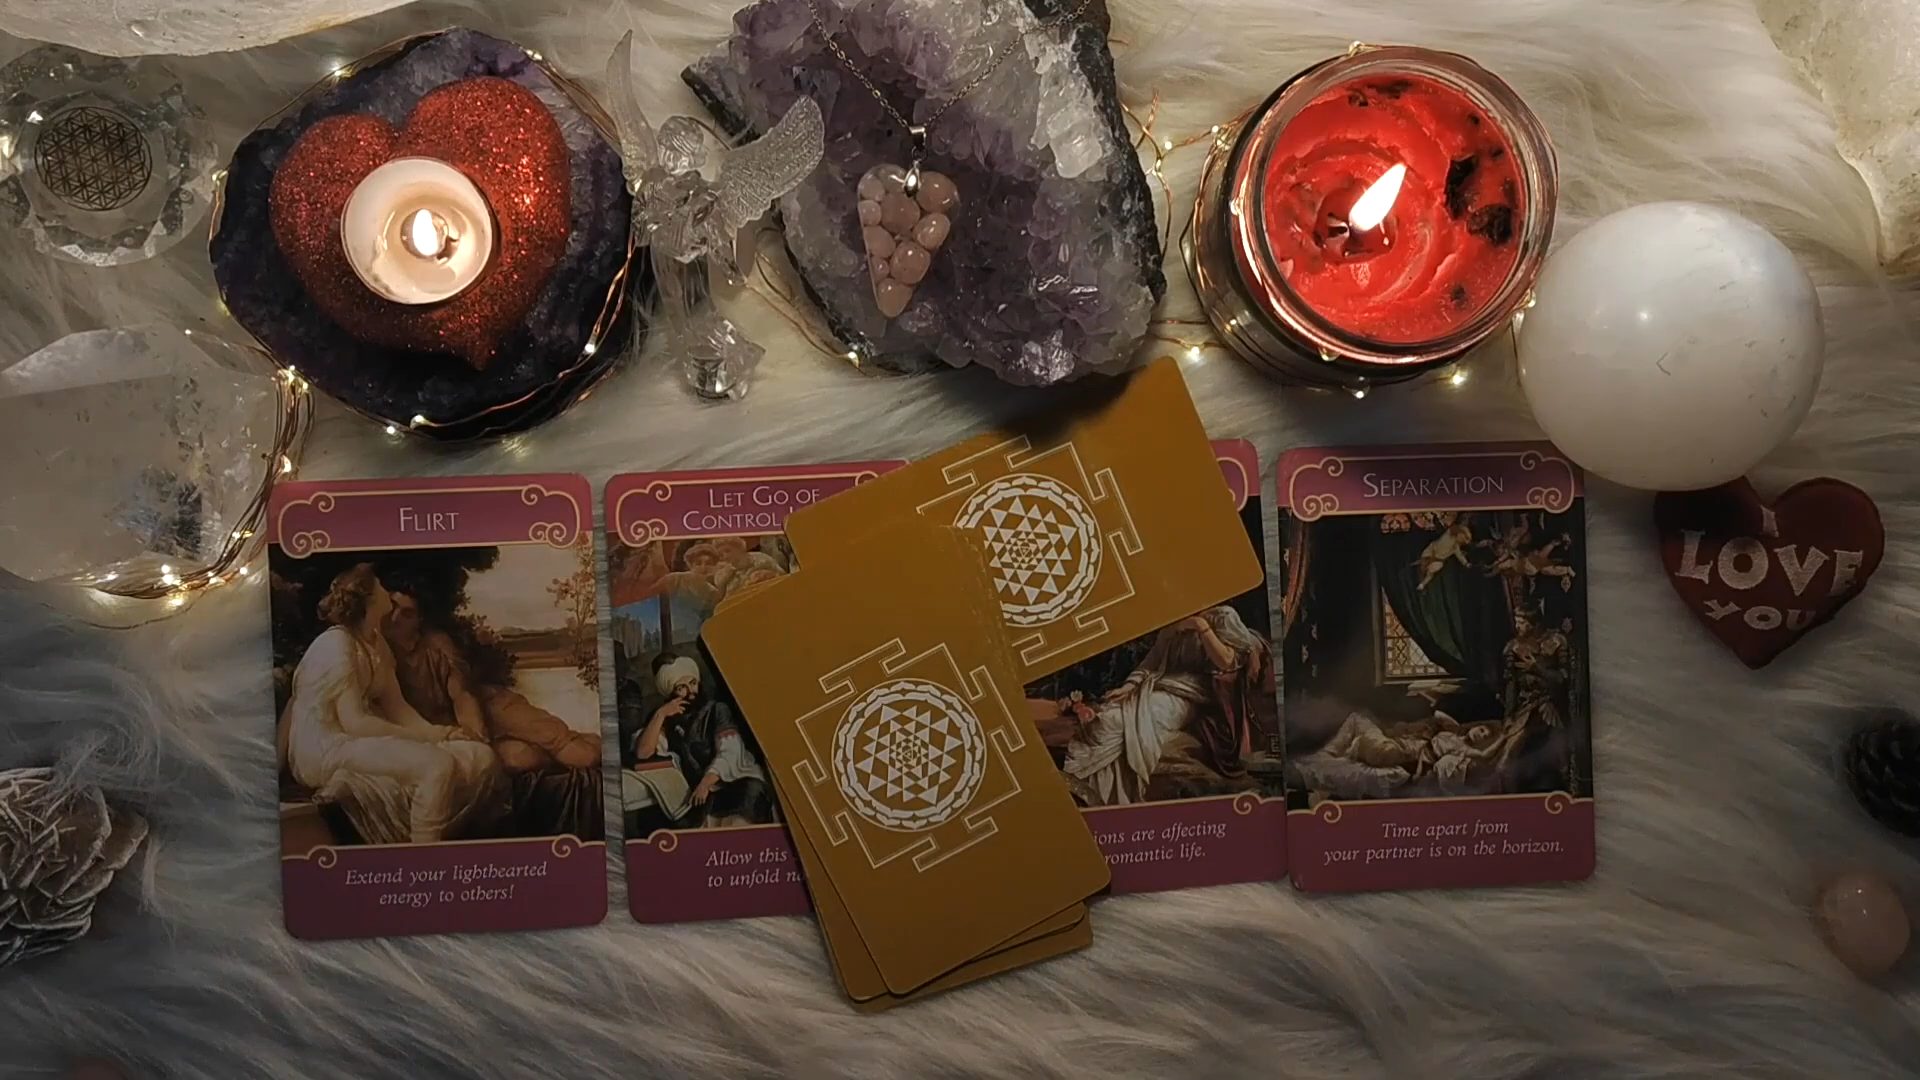 FLIRT
Extend your lighthearted
energy to others!
LET GO OF
CONTROL
Allow this
to unfold
are affecting
romantic life.
SEPARATION
Time apart from
your partner is on the horizon.
I
LOVE
YOU